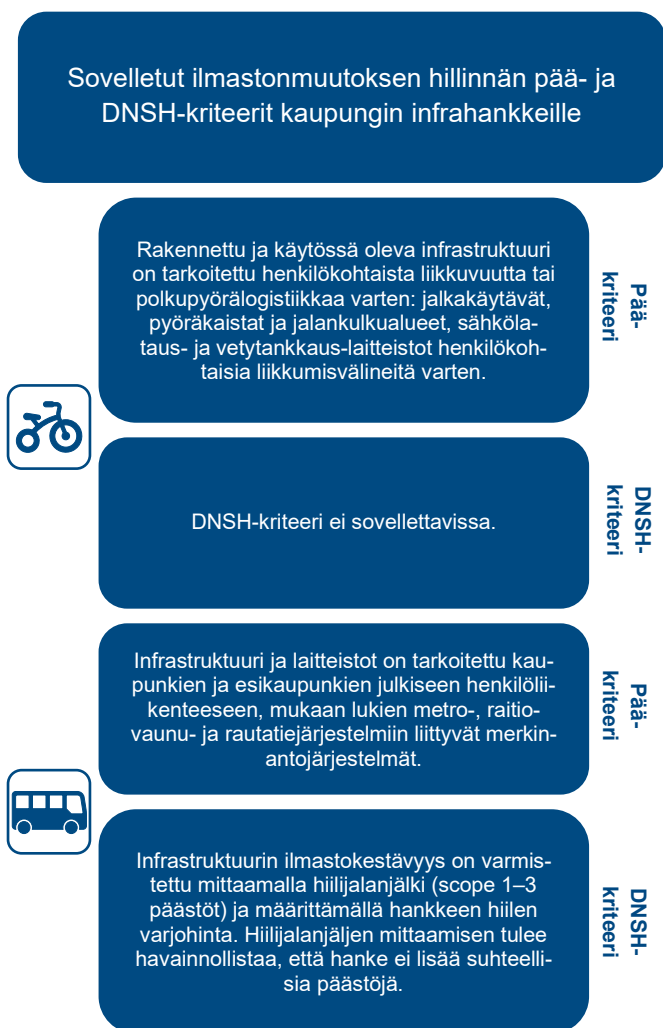 Sovelletut ilmastonmuutoksen hillinnän pää- ja
DNSH-kriteerit kaupungin infrahankkeille
Rakennettu ja käytössä oleva infrastruktuuri
on tarkoitettu henkilökohtaista liikkuvuutta tai
polkupyörälogistiikkaa varten: jalkakäytävät,
pyöräkaistat ja jalankulkualueet, sähköla-
taus- ja vetytankkaus-laitteistot henkilökoh-
taisia liikkumisvälineitä varten.
Pää-
kriteeri
DNSH-kriteeri ei sovellettavissa.
DNSH-
kriteeri
Infrastruktuuri ja laitteistot on tarkoitettu kau-
punkien ja esikaupunkien julkiseen henkilölii-
kenteeseen, mukaan lukien metro-, raitio-
vaunu- ja rautatiejärjestelmiin liittyvät merkin-
antojärjestelmät.
Pää-
kriteeri
Infrastruktuurin ilmastokestävyys on varmis-
tettu mittaamalla hiilijalanjälki (scope 1–3
päästöt) ja määrittämällä hankkeen hiilen
varjohinta. Hiilijalanjäljen mittaamisen tulee
havainnollistaa, että hanke ei lisää suhteelli-
sia päästöjä.
DNSH-
kriteeri